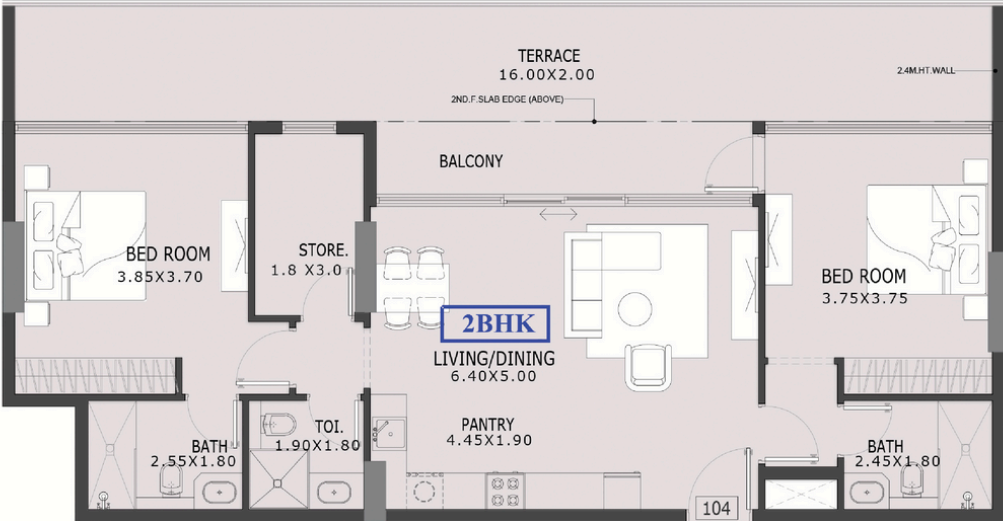 TERRACE
16.00X2.00
2.4M.HT.WALL
2ND.F.SLAB EDGE (ABOVE)
BALCONY
BED ROOM
3.85X3.70
STORE.
1.8 X3.0
BED ROOM
3.75X3.75
2BHK
LIVING/DINING
6.40X5.00
PANTRY
4.45X1.90
TOI.
1.90X1.80
BATH
2.55X1.80
BATH
2.45X1.80
104